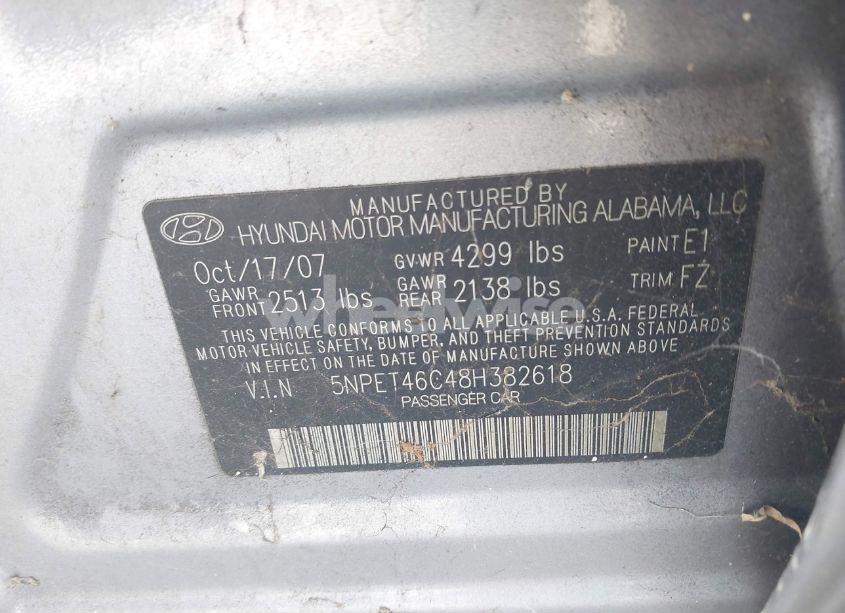 MANUFACTURED BY
HYUNDAI MOTOR MANUFACTURING ALABAMA, LLC
Oct/17/07 GVWR 4299 lbs PAINT E1
GAWR FRONT 2513 lbs GAWR REAR 2138 lbs TRIM FZ
THIS VEHICLE CONFORMS TO ALL APPLICABLE U.S.A. FEDERAL
MOTOR-VEHICLE SAFETY, BUMPER, AND THEFT PREVENTION STANDARDS
IN EFFECT ON THE DATE OF MANUFACTURE SHOWN ABOVE
V.I.N 5NPET46C48H382618
PASSENGER CAR
wheelwise